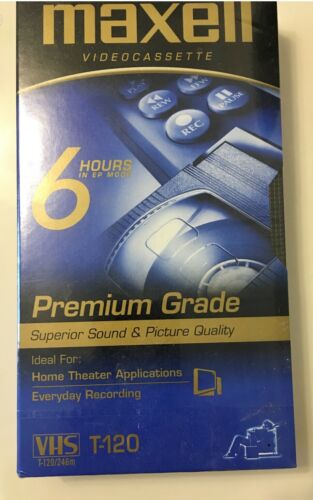 maxell
VIDEOCASSETTE
PLAY
REW
PAUSE
REC
6 HOURS
IN EP MODE
Premium Grade
Superior Sound & Picture Quality
Ideal For:
Home Theater Applications
Everyday Recording
VHS T-120
T-120/246m